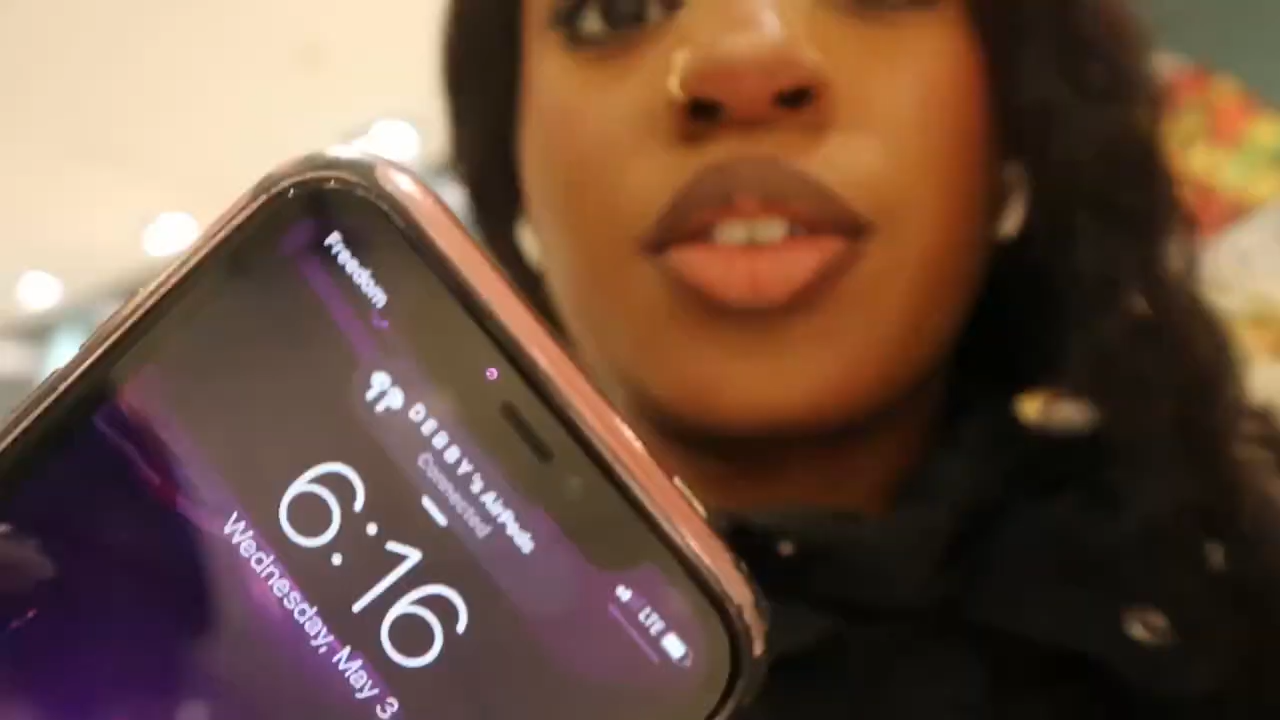 Freedom
LTE
DEBBY's AirPods
Connected
6:16
Wednesday, May 3